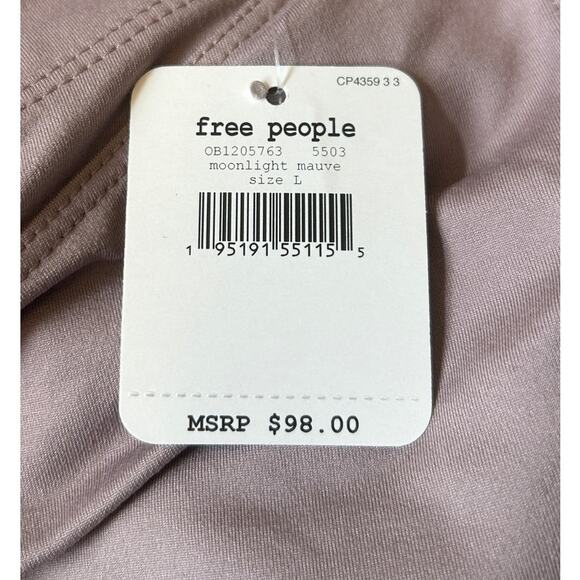 CP4359 3 3
free people
OB1205763 5503
moonlight mauve
size L
1 95191 55115 5
MSRP $98.00